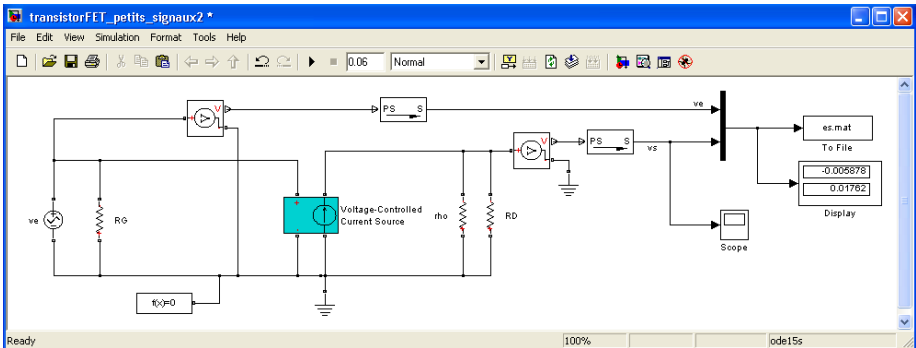 transistorFET_petits_signaux2 *
File Edit View Simulation Format Tools Help
0.06 Normal
V
PS S
ve
es.mat
To File
V
PS S
vs
-0.005878
0.01762
Display
ve
RG
Voltage-Controlled
Current Source
rho
RD
Scope
f(x)=0
Ready 100% ode15s